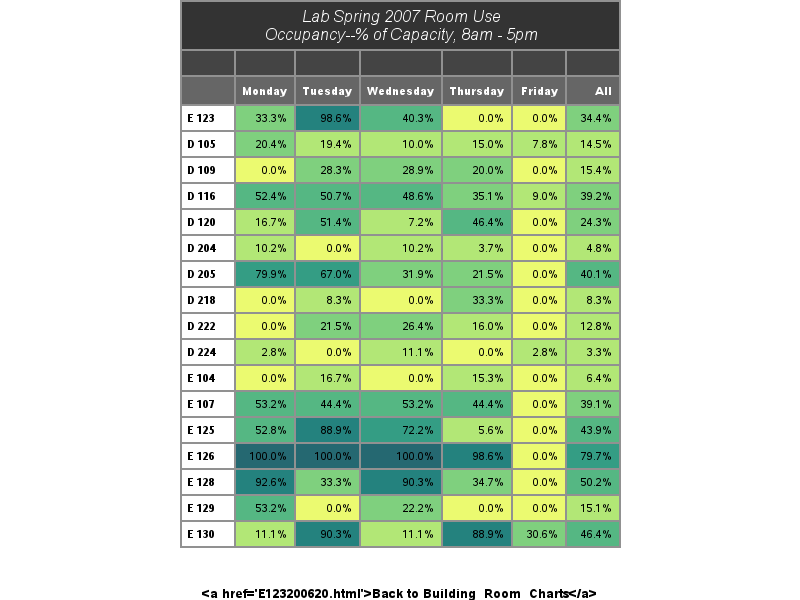 Lab Spring 2007 Room Use
Occupancy--% of Capacity, 8am - 5pm
Monday Tuesday Wednesday Thursday Friday All
E 123 33.3% 98.6% 40.3% 0.0% 0.0% 34.4%
D 105 20.4% 19.4% 10.0% 15.0% 7.8% 14.5%
D 109 0.0% 28.3% 28.9% 20.0% 0.0% 15.4%
D 116 52.4% 50.7% 48.6% 35.1% 9.0% 39.2%
D 120 16.7% 51.4% 7.2% 46.4% 0.0% 24.3%
D 204 10.2% 0.0% 10.2% 3.7% 0.0% 4.8%
D 205 79.9% 67.0% 31.9% 21.5% 0.0% 40.1%
D 218 0.0% 8.3% 0.0% 33.3% 0.0% 8.3%
D 222 0.0% 21.5% 26.4% 16.0% 0.0% 12.8%
D 224 2.8% 0.0% 11.1% 0.0% 2.8% 3.3%
E 104 0.0% 16.7% 0.0% 15.3% 0.0% 6.4%
E 107 53.2% 44.4% 53.2% 44.4% 0.0% 39.1%
E 125 52.8% 88.9% 72.2% 5.6% 0.0% 43.9%
E 126 100.0% 100.0% 100.0% 98.6% 0.0% 79.7%
E 128 92.6% 33.3% 90.3% 34.7% 0.0% 50.2%
E 129 53.2% 0.0% 22.2% 0.0% 0.0% 15.1%
E 130 11.1% 90.3% 11.1% 88.9% 30.6% 46.4%
<a href='E123200620.html'>Back to Building_Room_Charts</a>